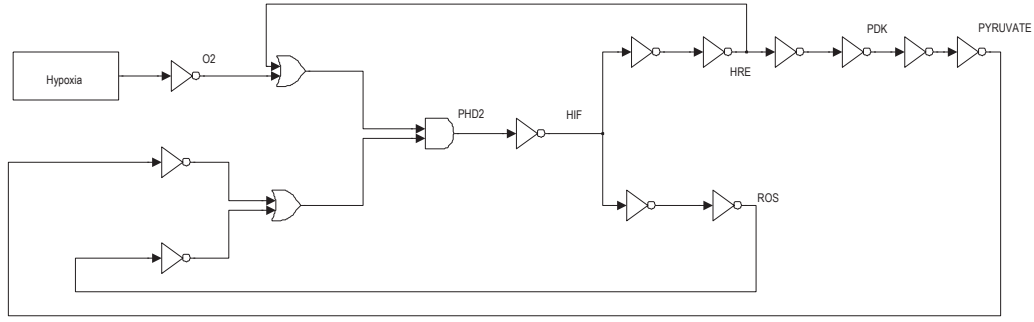 Hypoxia
O2
PHD2
HIF
HRE
PDK
PYRUVATE
ROS